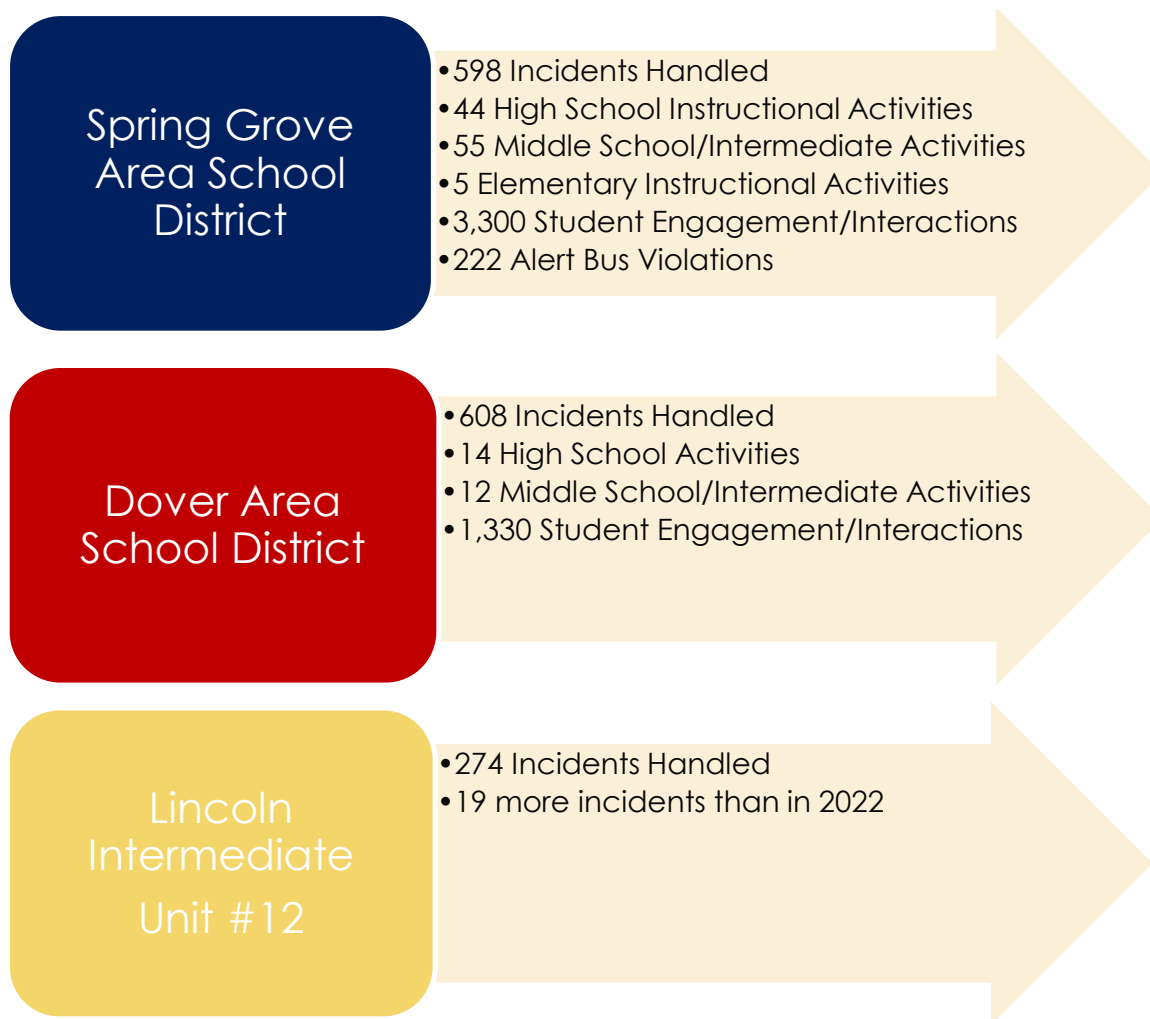 Spring Grove
Area School
District
•598 Incidents Handled
•44 High School Instructional Activities
•55 Middle School/Intermediate Activities
•5 Elementary Instructional Activities
•3,300 Student Engagement/Interactions
•222 Alert Bus Violations
Dover Area
School District
•608 Incidents Handled
•14 High School Activities
•12 Middle School/Intermediate Activities
•1,330 Student Engagement/Interactions
Lincoln
Intermediate
Unit #12
•274 Incidents Handled
•19 more incidents than in 2022